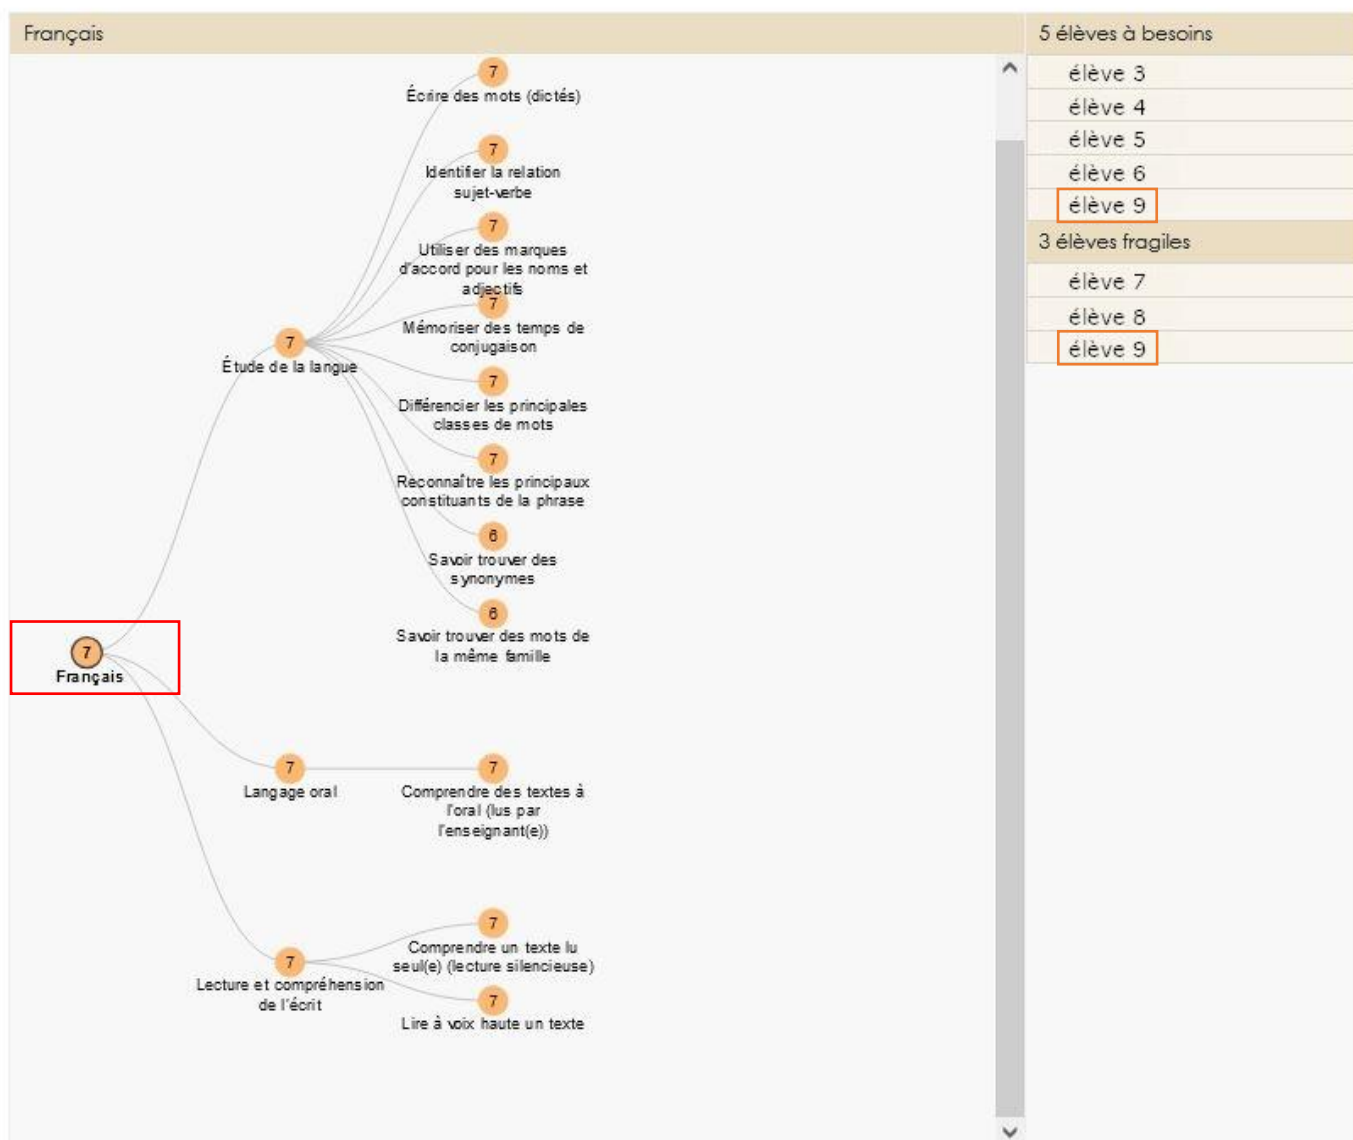 Français
7
Écrire des mots (dictés)
7
Identifier la relation
sujet-verbe
7
Utiliser des marques
d'accord pour les noms et
adjectifs
7
Mémoriser des temps de
conjugaison
7
Étude de la langue
7
Différencier les principales
classes de mots
7
Reconnaître les principaux
constituants de la phrase
6
Savoir trouver des
synonymes
6
Savoir trouver des mots de
la même famille
7
Français
7
Langage oral
7
Comprendre des textes à
l'oral (lus par
l'enseignant(e))
7
Comprendre un texte lu
seul(e) (lecture silencieuse)
7
Lecture et compréhension
de l'écrit
7
Lire à voix haute un texte
5 élèves à besoins
élève 3
élève 4
élève 5
élève 6
élève 9
3 élèves fragiles
élève 7
élève 8
élève 9